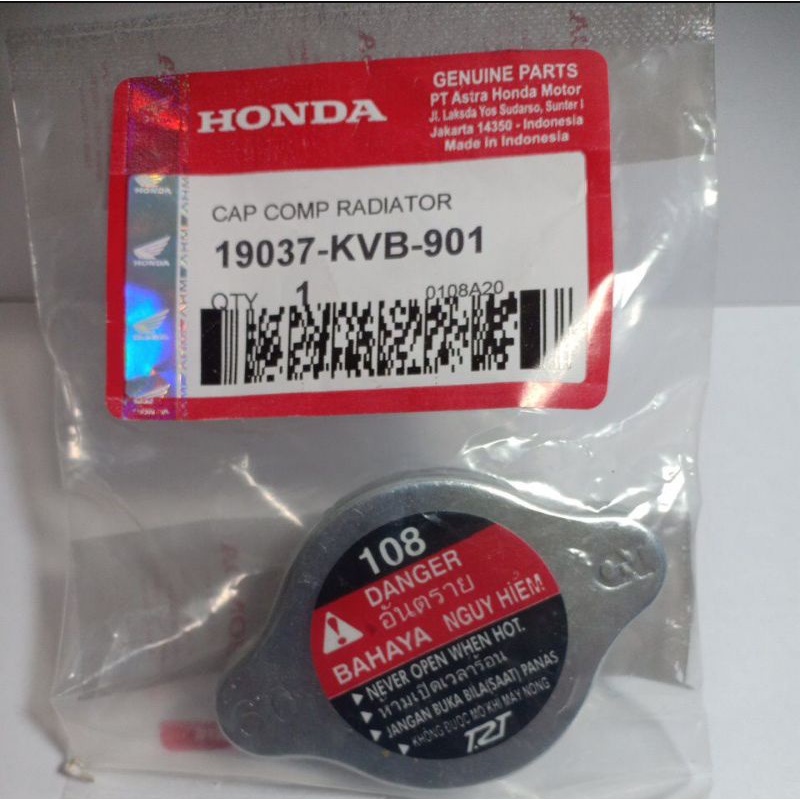 HONDA
GENUINE PARTS
PT Astra Honda Motor
Jl. Laksda Yos Sudarso, Sunter I
Jakarta 14350 - Indonesia
Made in Indonesia
HONDA
HONDA
CAP COMP RADIATOR
19037-KVB-901
QTY 1 0108A20
108
DANGER
อันตราย
BAHAYA NGUY HIỂM
NEVER OPEN WHEN HOT.
ห้ามเปิดเวลาร้อน
JANGAN BUKA BILA(SAAT) PANAS
KHÔNG ĐƯỢC MỞ KHI MÁY NÓNG
T.RT